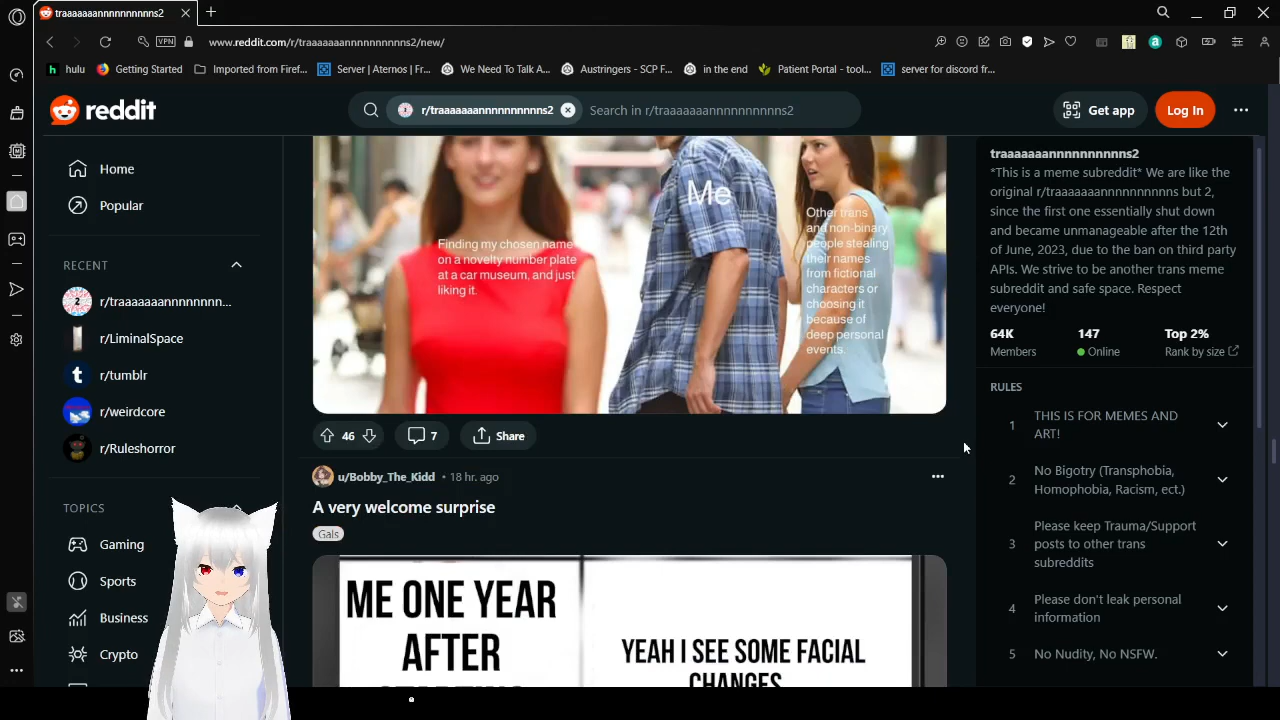 traaaaaaannnnnnnnnns2
VPN
www.reddit.com/r/traaaaaaannnnnnnnnns2/new/
hulu
Getting Started
Imported from Firef...
Server | Aternos | Fr...
We Need To Talk A...
Austringers - SCP F...
in the end
Patient Portal - tool...
server for discord fr...
reddit
r/traaaaaaannnnnnnnnns2
Search in r/traaaaaaannnnnnnnnns2
Get app
Log In
Home
Popular
RECENT
r/traaaaaaannnnnnn...
r/LiminalSpace
r/tumblr
r/weirdcore
r/Ruleshorror
TOPICS
Gaming
Sports
Business
Crypto
Finding my chosen name
on a novelty number plate
at a car museum, and just
liking it.
Me
Other trans
and non-binary
people stealing
their names
from fictional
characters or
choosing it
because of
deep personal
events.
46
7
Share
u/Bobby_The_Kidd • 18 hr. ago
A very welcome surprise
Gals
ME ONE YEAR
AFTER
STARTING
YEAH I SEE SOME FACIAL
CHANGES
traaaaaaannnnnnnnnns2
*This is a meme subreddit* We are like the
original r/traaaaaaannnnnnnnnns but 2,
since the first one essentially shut down
and became unmanageable after the 12th
of June, 2023, due to the ban on third party
APIs. We strive to be another trans meme
subreddit and safe space. Respect
everyone!
64K
Members
147
Online
Top 2%
Rank by size
RULES
1 THIS IS FOR MEMES AND
ART!
2 No Bigotry (Transphobia,
Homophobia, Racism, ect.)
3 Please keep Trauma/Support
posts to other trans
subreddits
4 Please don't leak personal
information
5 No Nudity, No NSFW.